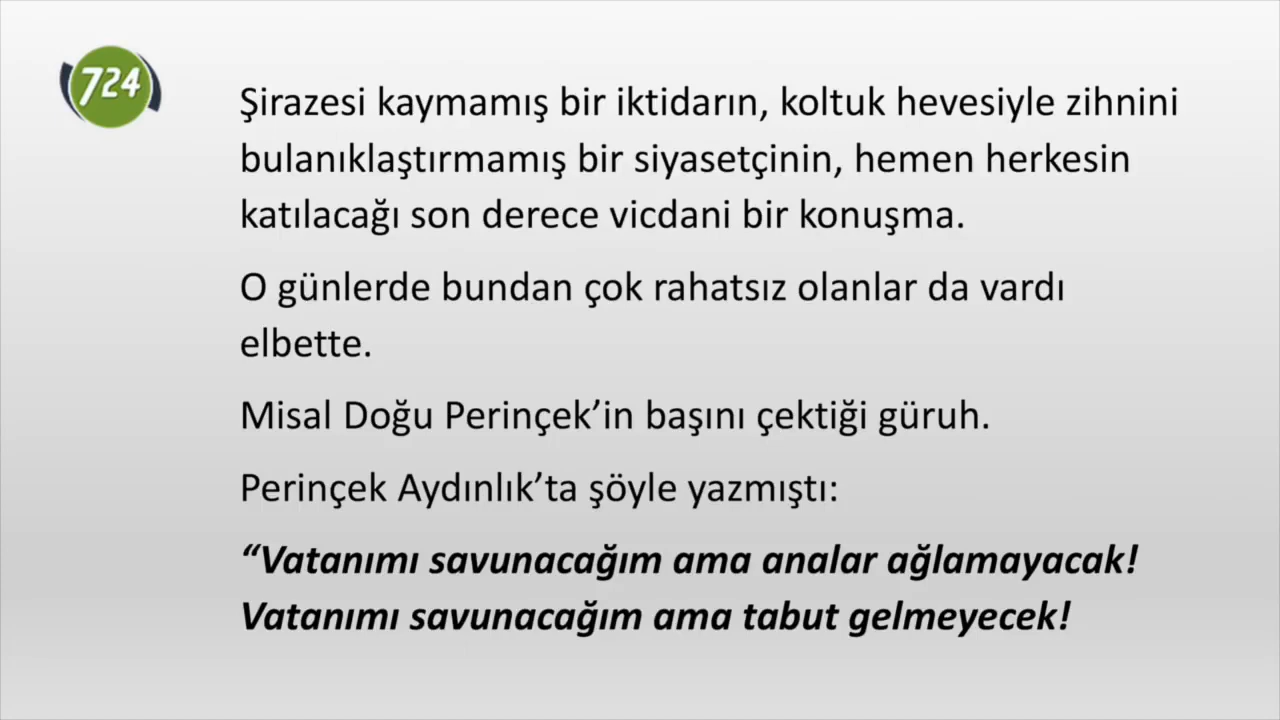 724
Şirazesi kaymamış bir iktidarın, koltuk hevesiyle zihnini
bulanıklaştırmamış bir siyasetçinin, hemen herkesin
katılacağı son derece vicdani bir konuşma.
O günlerde bundan çok rahatsız olanlar da vardı
elbette.
Misal Doğu Perinçek’in başını çektiği güruh.
Perinçek Aydınlık’ta şöyle yazmıştı:
“Vatanımı savunacağım ama analar ağlamayacak!
Vatanımı savunacağım ama tabut gelmeyecek!